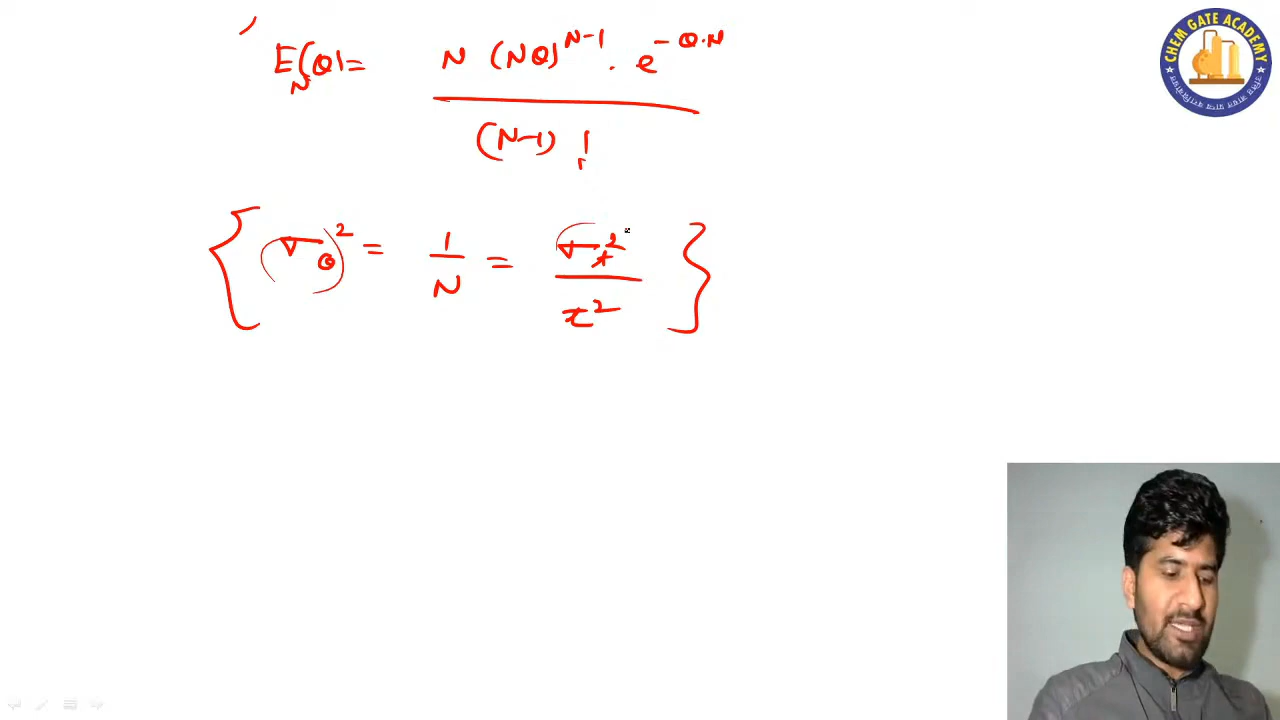 E_N(θ) = N (Nθ)^{N-1} · e^{-θ·N} / (N-1)!
{ (σ_θ)^2 = 1/N = σ_t^2 / τ^2 }
CHEM GATE ACADEMY